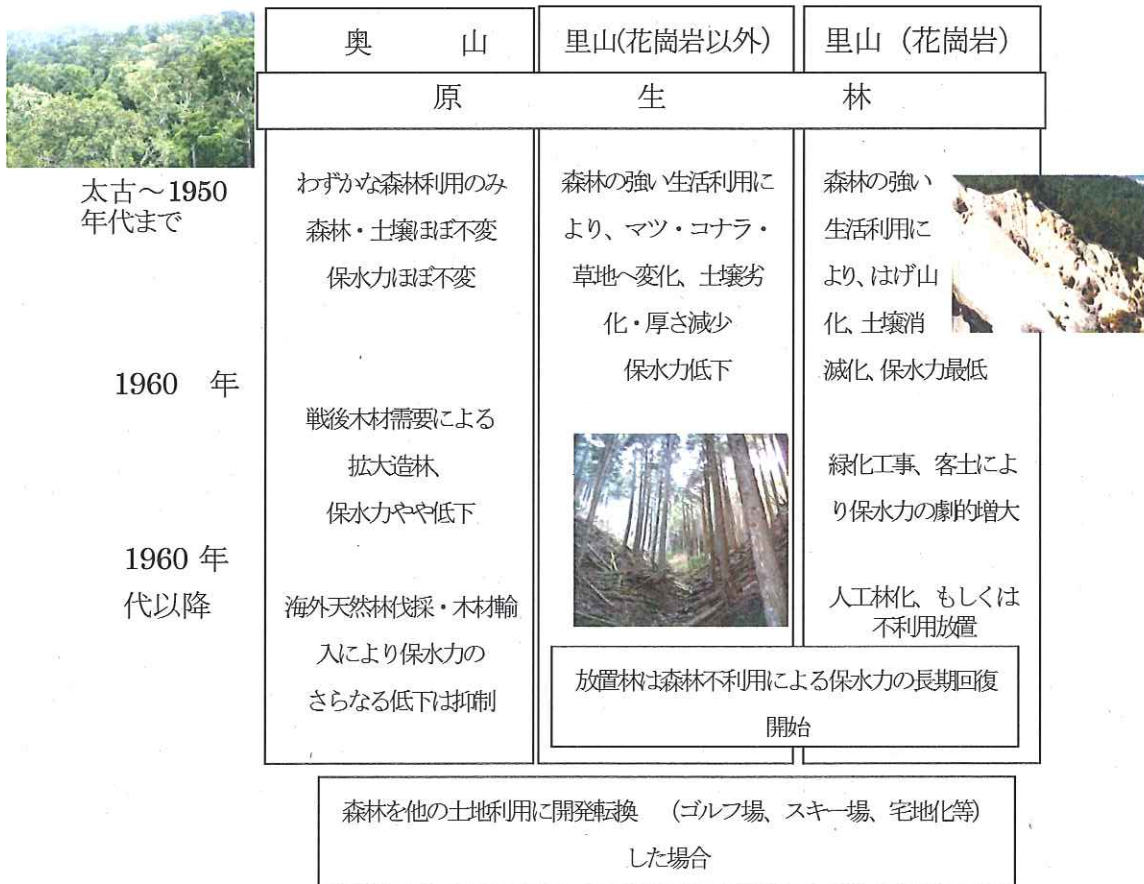 奥 山
里山(花崗岩以外)
里山（花崗岩）
原 生 林
太古～1950
年代まで
わずかな森林利用のみ
森林・土壌ほぼ不変
保水力ほぼ不変
森林の強い生活利用に
より、マツ・コナラ・
草地へ変化、土壌劣
化・厚さ減少
保水力低下
森林の強い
生活利用に
より、はげ山
化、土壌消
滅化、保水力最低
1960 年
戦後木材需要による
拡大造林、
保水力やや低下
緑化工事、客土によ
り保水力の劇的増大
1960 年
代以降
海外天然林伐採・木材輸
入により保水力の
さらなる低下は抑制
人工林化、もしくは
不利用放置
放置林は森林不利用による保水力の長期回復
開始
森林を他の土地利用に開発転換　（ゴルフ場、スキー場、宅地化等）
した場合